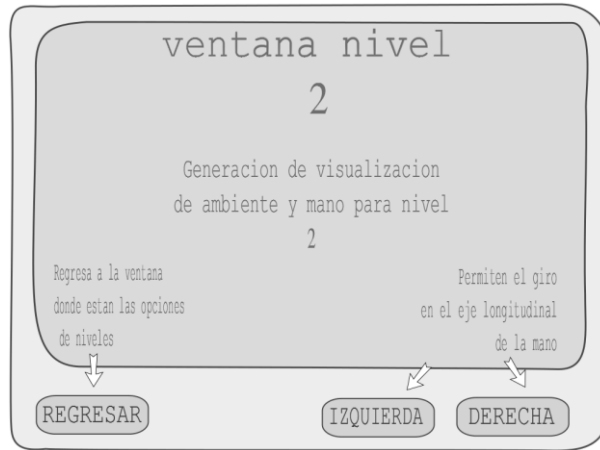 ventana nivel
2
Generacion de visualizacion
de ambiente y mano para nivel
2
Regresa a la ventana
donde estan las opciones
de niveles
Permiten el giro
en el eje longitudinal
de la mano
REGRESAR
IZQUIERDA
DERECHA